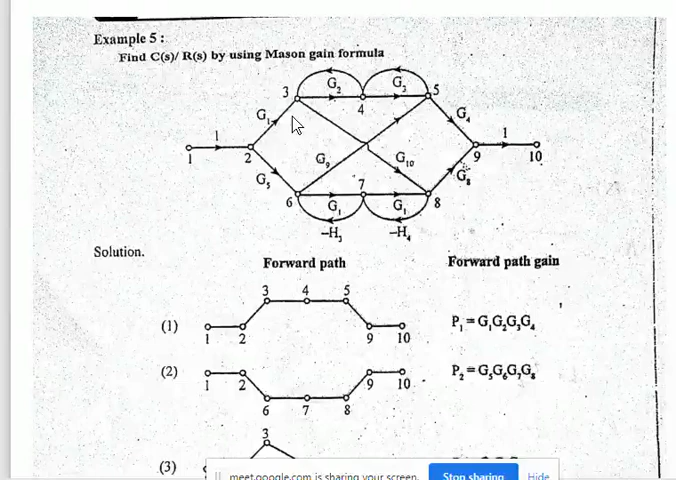 Example 5 :
Find C(s)/ R(s) by using Mason gain formula
3 G₂ G₃ 5
4
G₁ G₄
1 1
1 2 9 10
G₉ G₁₀
G₅ 7 G₈
6 G₁ G₁ 8
–H₃ –H₄
Solution.
Forward path Forward path gain
3 4 5
(1) P₁ = G₁G₂G₃G₄
1 2 9 10
(2) P₂ = G₅G₆G₇G₈
1 2 9 10
6 7 8
3
(3)
meet.google.com is sharing your screen. Stop sharing Hide